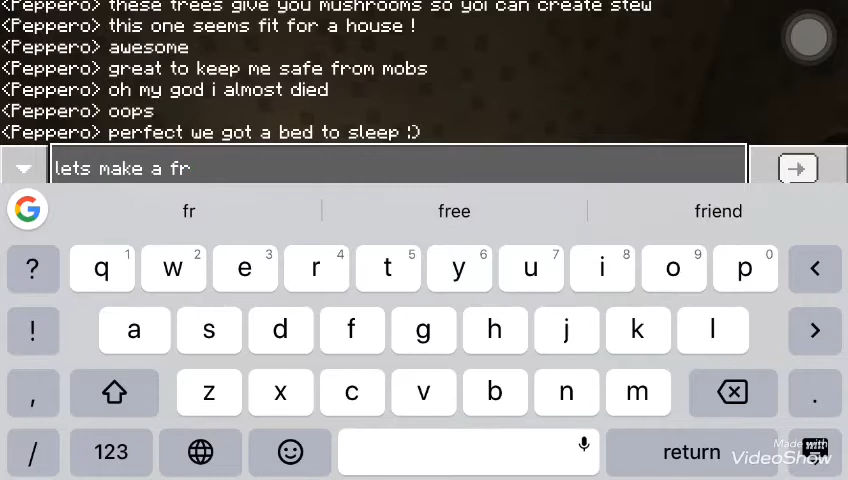 <Peppero> these trees give you mushrooms so yoi can create stew
<Peppero> this one seems fit for a house !
<Peppero> awesome
<Peppero> great to keep me safe from mobs
<Peppero> oh my god i almost died
<Peppero> oops
<Peppero> perfect we got a bed to sleep :D
lets make a fr
fr free friend
? q 1 w 2 e 3 r 4 t 5 y 6 u 7 i 8 o 9 p 0 <
! a s d f g h j k l >
, z x c v b n m .
/ 123 return
Made with
VideoShow